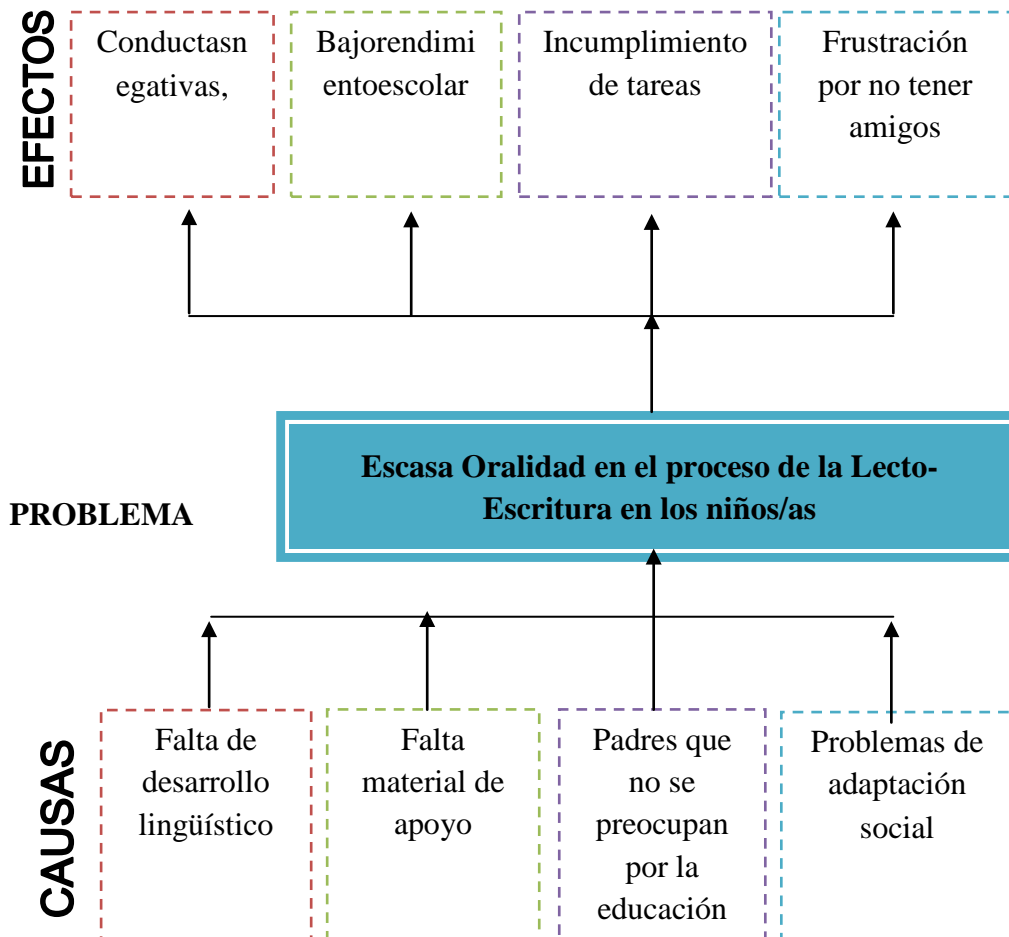 EFECTOS
Conductasn
egativas,
Bajorendimi
entoescolar
Incumplimiento
de tareas
Frustración
por no tener
amigos
PROBLEMA
Escasa Oralidad en el proceso de la Lecto-
Escritura en los niños/as
CAUSAS
Falta de
desarrollo
lingüístico
Falta
material de
apoyo
Padres que
no se
preocupan
por la
educación
Problemas de
adaptación
social